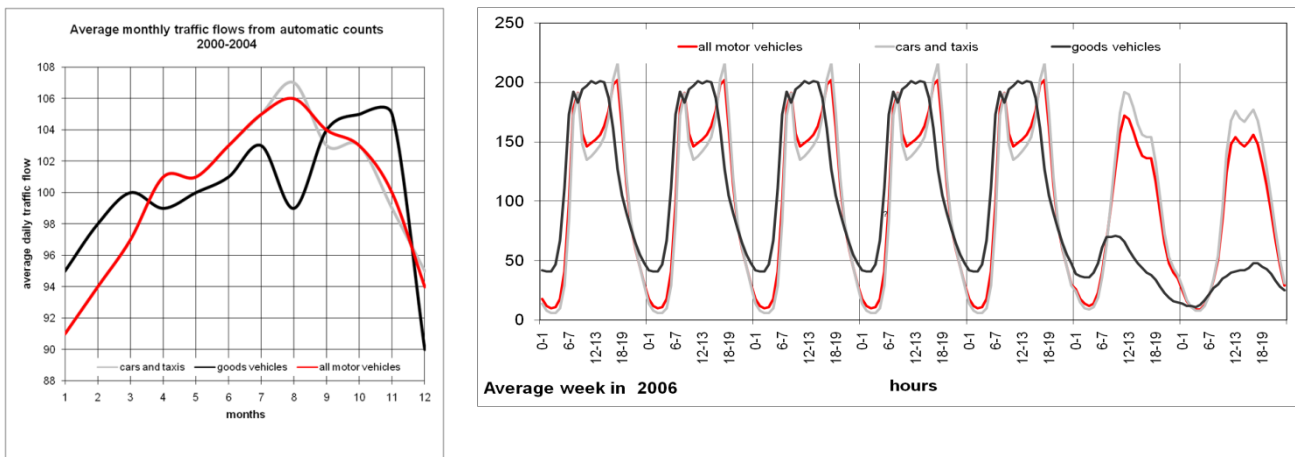 Average monthly traffic flows from automatic counts
2000-2004
108
106
104
102
100
98
96
94
92
90
88
average daily traffic flow
cars and taxis goods vehicles all motor vehicles
1 2 3 4 5 6 7 8 9 10 11 12
months
250
200
150
100
50
0
all motor vehicles cars and taxis goods vehicles
?
0-1 6-7 12-13 18-19 0-1 6-7 12-13 18-19 0-1 6-7 12-13 18-19 0-1 6-7 12-13 18-19 0-1 6-7 12-13 18-19 0-1 6-7 12-13 18-19 0-1 6-7 12-13 18-19
Average week in 2006 hours